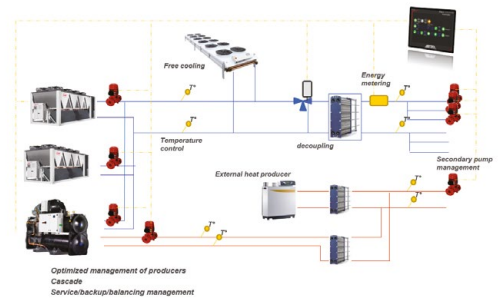 Free cooling
T°
T°
Energy
metering
T°
T°
Temperature
control
decoupling
Secondary pump
management
External heat producer
T°
T°
T°
T°
Optimized management of producers
Cascade
Service/backup/balancing management